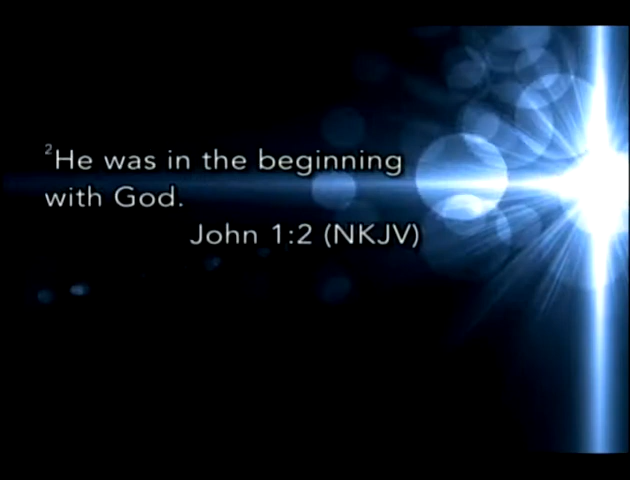 ²He was in the beginning
with God.
John 1:2 (NKJV)